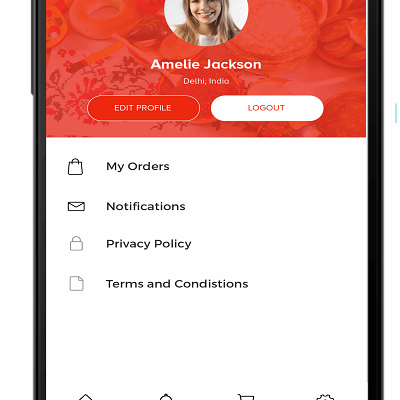 Amelie Jackson
Delhi, India
EDIT PROFILE
LOGOUT
My Orders
Notifications
Privacy Policy
Terms and Condistions